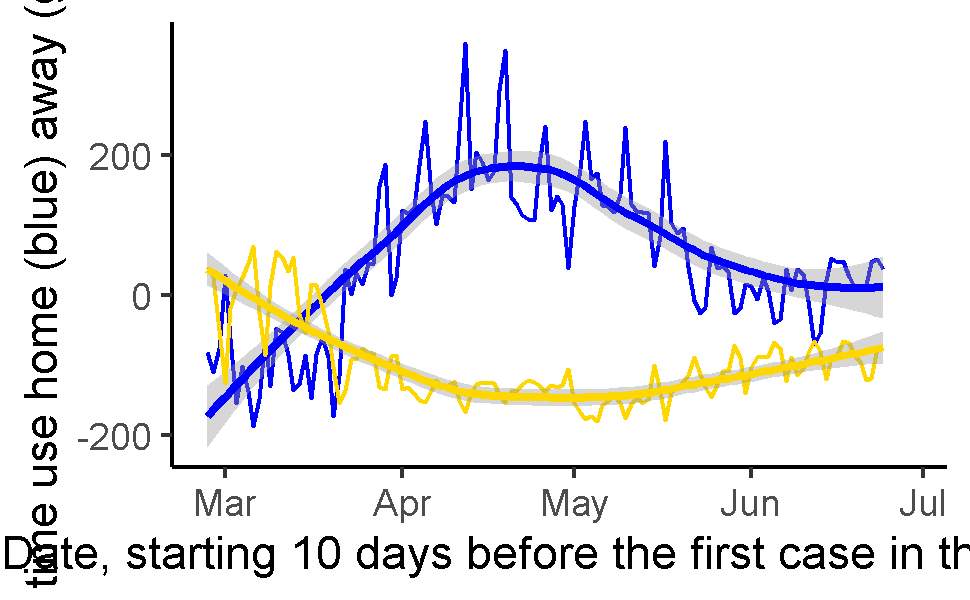 time use home (blue) away (
200
0
-200
Mar Apr May Jun Jul
Date, starting 10 days before the first case in th